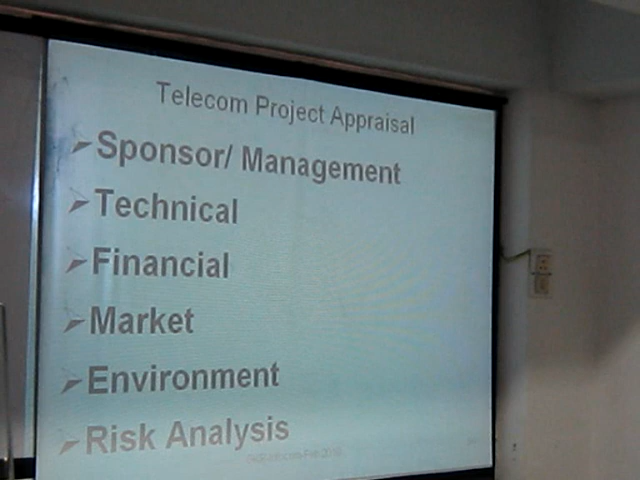 Telecom Project Appraisal
Sponsor/ Management
Technical
Financial
Market
Environment
Risk Analysis